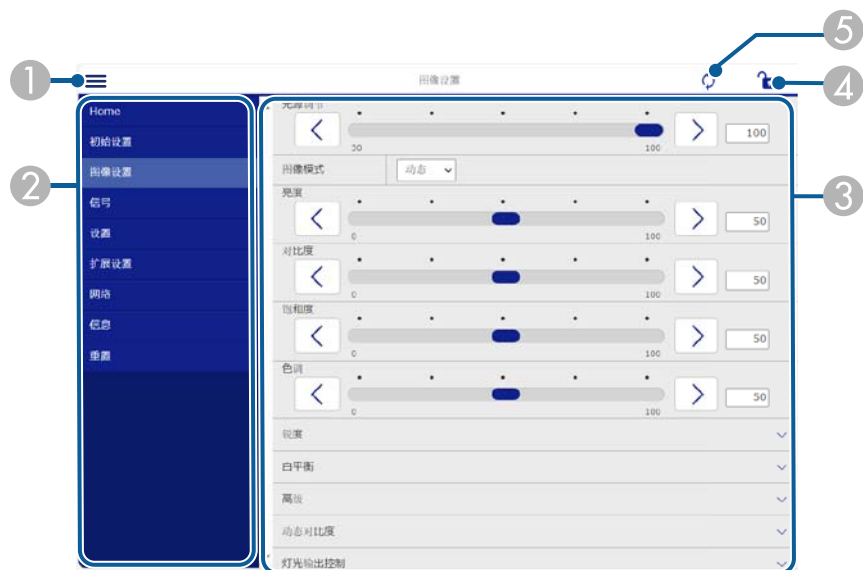 5
1
图像设置
4
Home
初始设置
图像设置
信号
设置
扩展设置
网络
信息
重置
2
3
光源调节
30 100
100
图像模式 动态
亮度
0 100
50
对比度
0 100
50
饱和度
0 100
50
色调
0 100
50
锐度
白平衡
高级
动态对比度
灯光输出控制